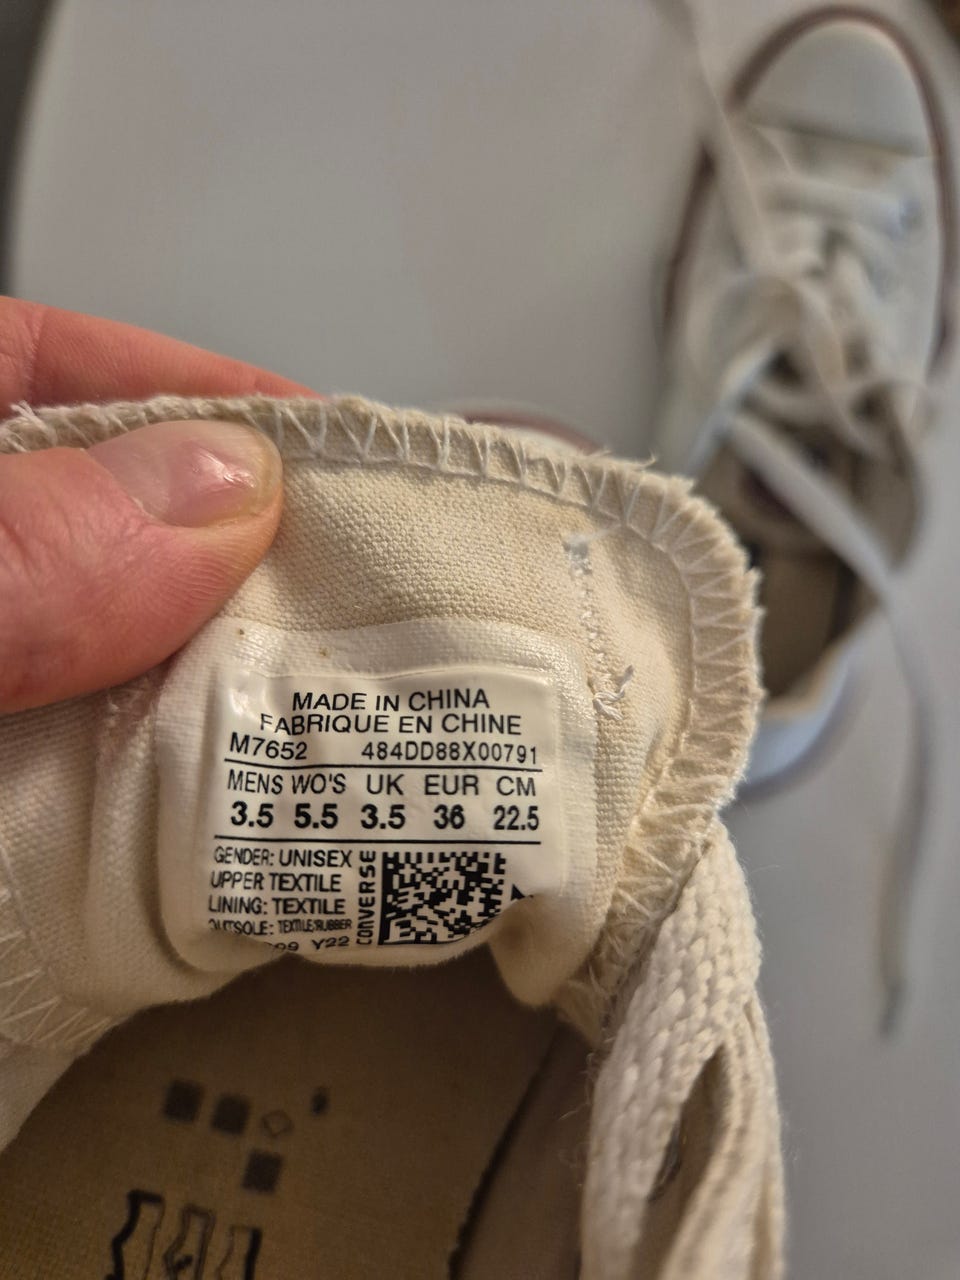 MADE IN CHINA
FABRIQUE EN CHINE
M7652 484DD88X00791
MENS WO'S UK EUR CM
3.5 5.5 3.5 36 22.5
GENDER: UNISEX
UPPER TEXTILE
LINING: TEXTILE
OUTSOLE: TEXTILE/RUBBER
Y22
CONVERSE